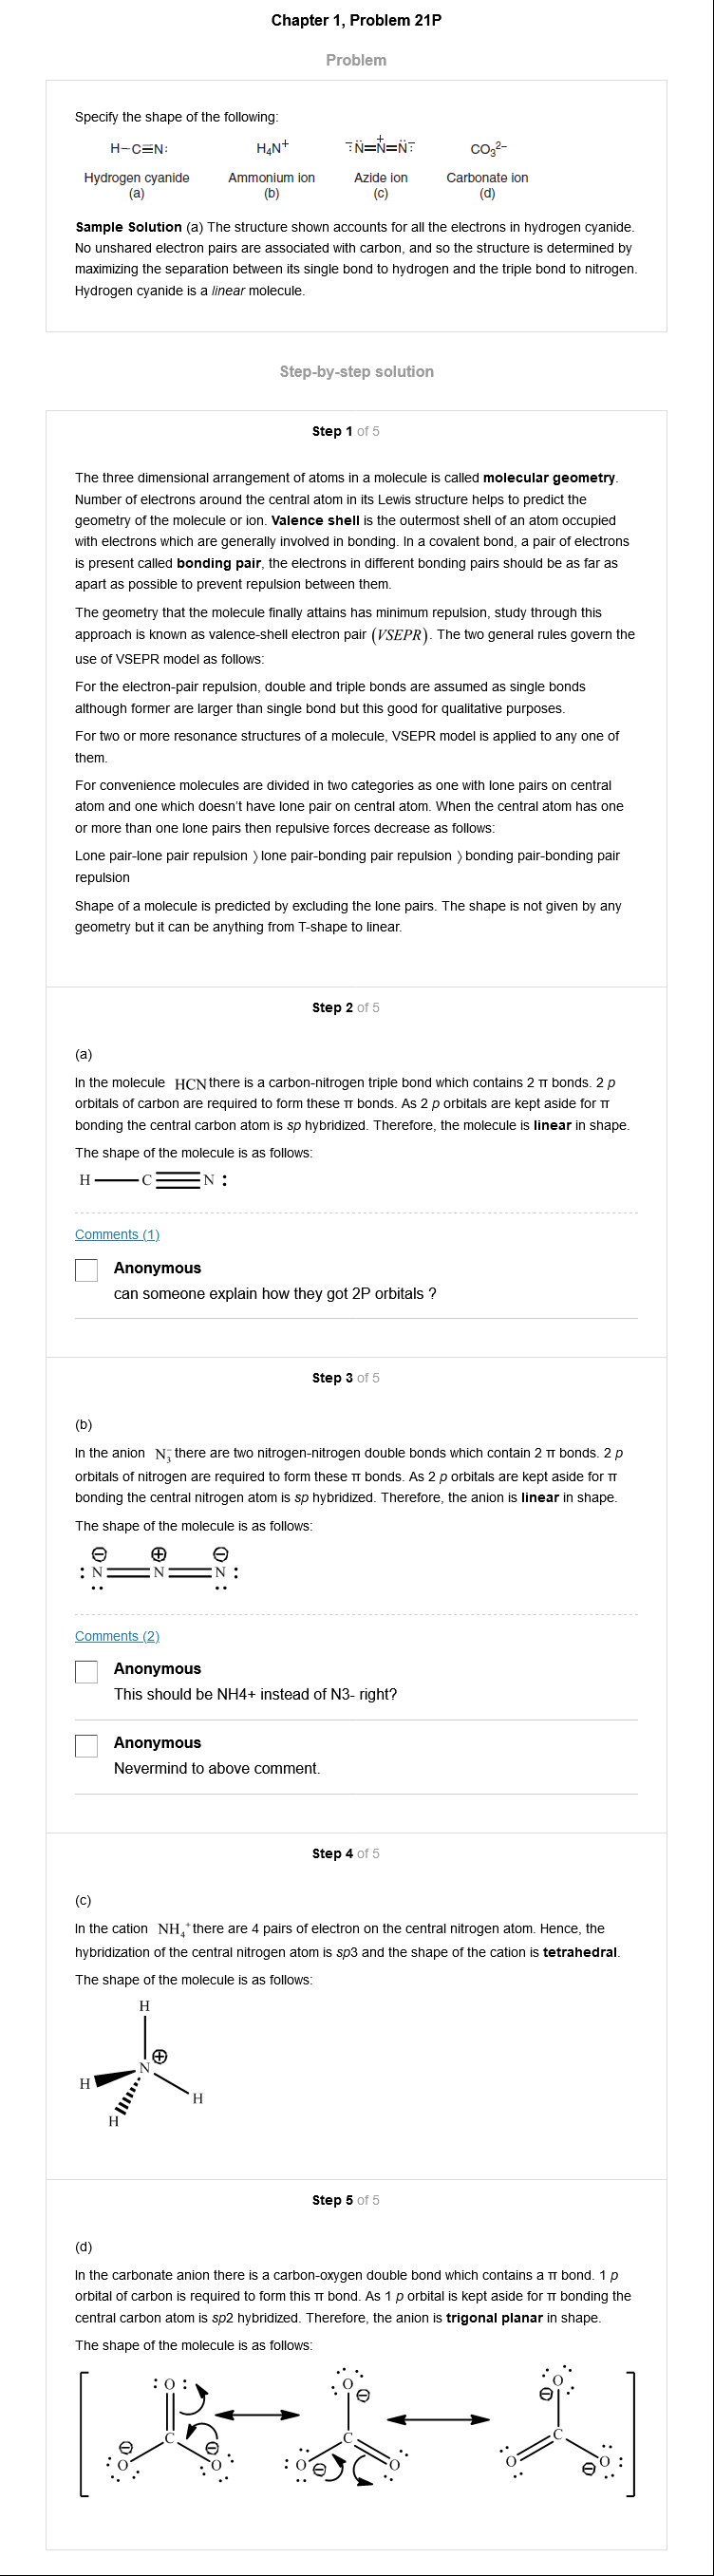 Chapter 1, Problem 21P
Problem
Specify the shape of the following:
H–C≡N:
H₄N⁺
⁻:N̈=N⁺=N̈:⁻
CO₃²⁻
Hydrogen cyanide
Ammonium ion
Azide ion
Carbonate ion
(a)
(b)
(c)
(d)
Sample Solution (a) The structure shown accounts for all the electrons in hydrogen cyanide.
No unshared electron pairs are associated with carbon, and so the structure is determined by
maximizing the separation between its single bond to hydrogen and the triple bond to nitrogen.
Hydrogen cyanide is a linear molecule.
Step-by-step solution
Step 1 of 5
The three dimensional arrangement of atoms in a molecule is called molecular geometry.
Number of electrons around the central atom in its Lewis structure helps to predict the
geometry of the molecule or ion. Valence shell is the outermost shell of an atom occupied
with electrons which are generally involved in bonding. In a covalent bond, a pair of electrons
is present called bonding pair, the electrons in different bonding pairs should be as far as
apart as possible to prevent repulsion between them.
The geometry that the molecule finally attains has minimum repulsion, study through this
approach is known as valence-shell electron pair (VSEPR). The two general rules govern the
use of VSEPR model as follows:
For the electron-pair repulsion, double and triple bonds are assumed as single bonds
although former are larger than single bond but this good for qualitative purposes.
For two or more resonance structures of a molecule, VSEPR model is applied to any one of
them.
For convenience molecules are divided in two categories as one with lone pairs on central
atom and one which doesn't have lone pair on central atom. When the central atom has one
or more than one lone pairs then repulsive forces decrease as follows:
Lone pair-lone pair repulsion 〉lone pair-bonding pair repulsion 〉bonding pair-bonding pair
repulsion
Shape of a molecule is predicted by excluding the lone pairs. The shape is not given by any
geometry but it can be anything from T-shape to linear.
Step 2 of 5
(a)
In the molecule HCN there is a carbon-nitrogen triple bond which contains 2 π bonds. 2 p
orbitals of carbon are required to form these π bonds. As 2 p orbitals are kept aside for π
bonding the central carbon atom is sp hybridized. Therefore, the molecule is linear in shape.
The shape of the molecule is as follows:
H—C≡N:
Comments (1)
Anonymous
can someone explain how they got 2P orbitals ?
Step 3 of 5
(b)
In the anion N₃⁻ there are two nitrogen-nitrogen double bonds which contain 2 π bonds. 2 p
orbitals of nitrogen are required to form these π bonds. As 2 p orbitals are kept aside for π
bonding the central nitrogen atom is sp hybridized. Therefore, the anion is linear in shape.
The shape of the molecule is as follows:
⊖ ⊕ ⊖
:N=N=N:
Comments (2)
Anonymous
This should be NH4+ instead of N3- right?
Anonymous
Nevermind to above comment.
Step 4 of 5
(c)
In the cation NH₄⁺ there are 4 pairs of electron on the central nitrogen atom. Hence, the
hybridization of the central nitrogen atom is sp3 and the shape of the cation is tetrahedral.
The shape of the molecule is as follows:
H
⊕
N
H
H
H
Step 5 of 5
(d)
In the carbonate anion there is a carbon-oxygen double bond which contains a π bond. 1 p
orbital of carbon is required to form this π bond. As 1 p orbital is kept aside for π bonding the
central carbon atom is sp2 hybridized. Therefore, the anion is trigonal planar in shape.
The shape of the molecule is as follows:
:O: O ⊖ ⊖ O
C C C
⊖ O O ⊖ :O ⊖ O O O: ⊖